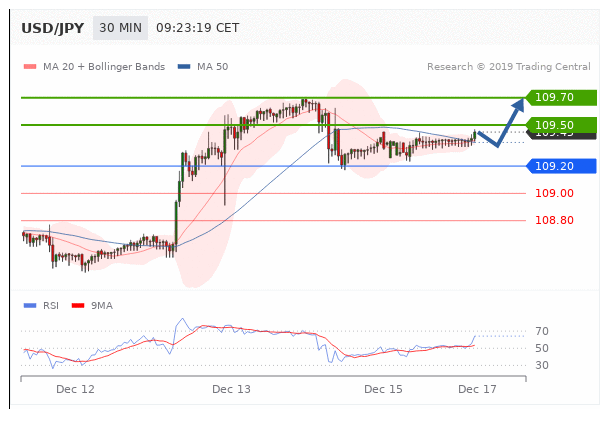 USD/JPY 30 MIN 09:23:19 CET
MA 20 + Bollinger Bands MA 50 Research © 2019 Trading Central
109.70
109.50
109.45
109.20
109.00
108.80
RSI 9MA
70
50
30
Dec 12 Dec 13 Dec 15 Dec 17